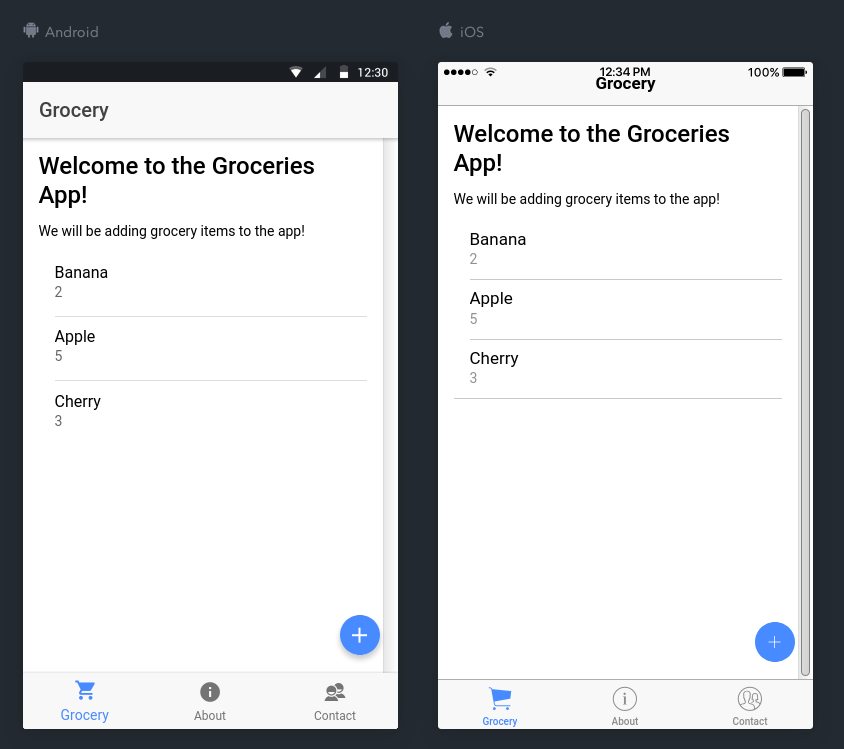 Android
12:30
Grocery
Welcome to the Groceries
App!
We will be adding grocery items to the app!
Banana
2
Apple
5
Cherry
3
Grocery
About
Contact
iOS
12:34 PM
100%
Grocery
Welcome to the Groceries
App!
We will be adding grocery items to the app!
Banana
2
Apple
5
Cherry
3
Grocery
About
Contact